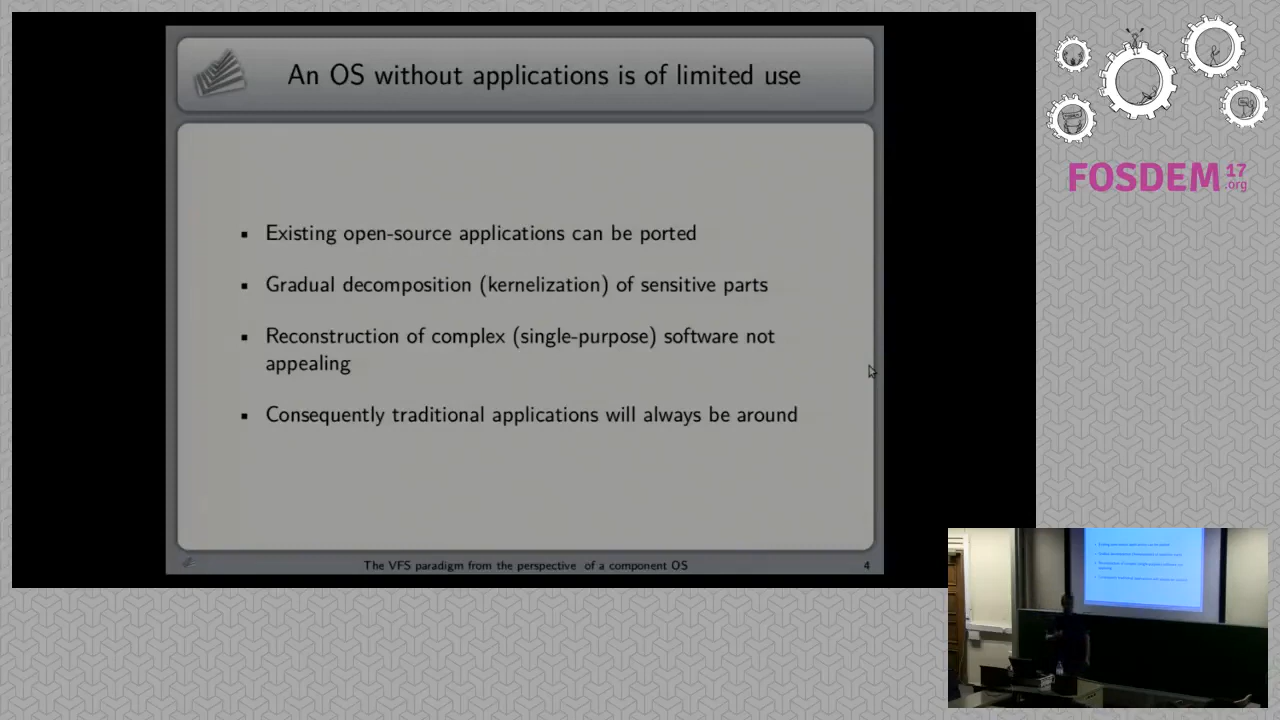 An OS without applications is of limited use
Existing open-source applications can be ported
Gradual decomposition (kernelization) of sensitive parts
Reconstruction of complex (single-purpose) software not
appealing
Consequently traditional applications will always be around
The VFS paradigm from the perspective of a component OS
4
FOSDEM 17
.org